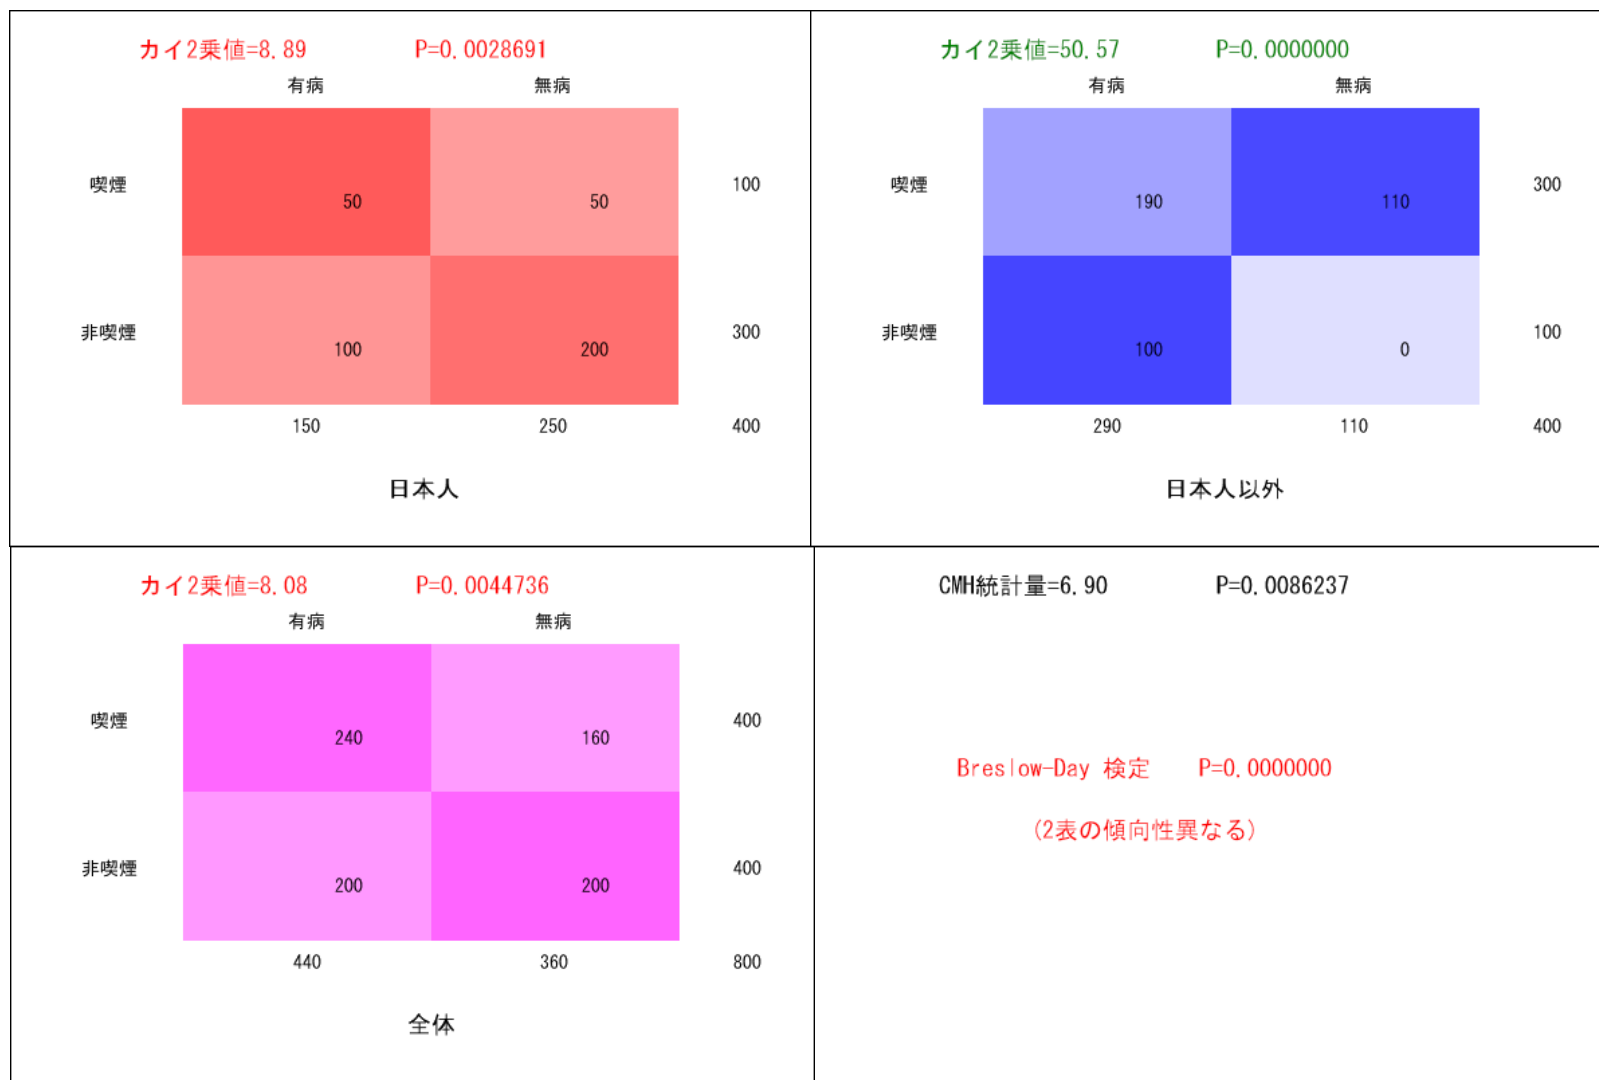 カイ2乗値=8.89 P=0.0028691
有病 無病
喫煙 50 50 100
非喫煙 100 200 300
150 250 400
日本人
カイ2乗値=50.57 P=0.0000000
有病 無病
喫煙 190 110 300
非喫煙 100 0 100
290 110 400
日本人以外
カイ2乗値=8.08 P=0.0044736
有病 無病
喫煙 240 160 400
非喫煙 200 200 400
440 360 800
全体
CMH統計量=6.90 P=0.0086237
Breslow-Day 検定 P=0.0000000
(2表の傾向性異なる)